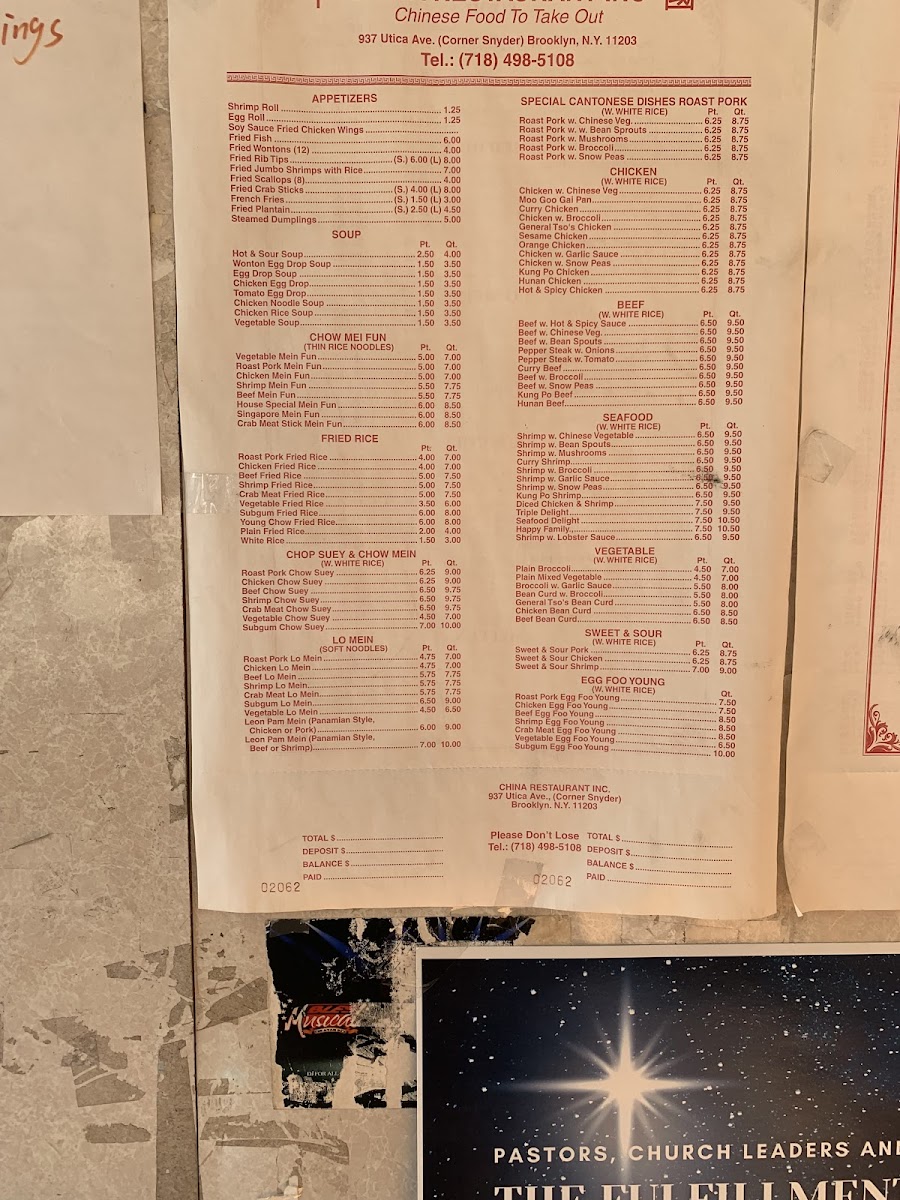 ings
Chinese Food To Take Out
937 Utica Ave. (Corner Snyder) Brooklyn, N.Y. 11203
Tel.: (718) 498-5108
APPETIZERS
Shrimp Roll 1.25
Egg Roll 1.25
Soy Sauce Fried Chicken Wings
Fried Fish 6.00
Fried Wontons (12) 4.00
Fried Rib Tips (S.) 6.00 (L) 8.00
Fried Jumbo Shrimps with Rice 7.00
Fried Scallops (8) 4.00
Fried Crab Sticks (S.) 4.00 (L) 8.00
French Fries (S.) 1.50 (L) 3.00
Fried Plantain (S.) 2.50 (L) 4.50
Steamed Dumplings 5.00
SOUP
Pt. Qt.
Hot & Sour Soup 2.50 4.00
Wonton Egg Drop Soup 1.50 3.50
Egg Drop Soup 1.50 3.50
Chicken Egg Drop 1.50 3.50
Tomato Egg Drop 1.50 3.50
Chicken Noodle Soup 1.50 3.50
Chicken Rice Soup 1.50 3.50
Vegetable Soup 1.50 3.50
CHOW MEI FUN
(THIN RICE NOODLES) Pt. Qt.
Vegetable Mein Fun 5.00 7.00
Roast Pork Mein Fun 5.00 7.00
Chicken Mein Fun 5.00 7.00
Shrimp Mein Fun 5.50 7.75
Beef Mein Fun 5.50 7.75
House Special Mein Fun 6.00 8.50
Singapore Mein Fun 6.00 8.50
Crab Meat Stick Mein Fun 6.00 8.50
FRIED RICE
Pt: Qt.
Roast Pork Fried Rice 4.00 7.00
Chicken Fried Rice 4.00 7.00
Beef Fried Rice 5.00 7.50
Shrimp Fried Rice 5.00 7.50
Crab Meat Fried Rice 5.00 7.50
Vegetable Fried Rice 3.50 6.00
Subgum Fried Rice 6.00 8.00
Young Chow Fried Rice 6.00 8.00
Plain Fried Rice 2.00 4.00
White Rice 1.50 3.00
CHOP SUEY & CHOW MEIN
(W. WHITE RICE) Pt. Qt.
Roast Pork Chow Suey 6.25 9.00
Chicken Chow Suey 6.25 9.00
Beef Chow Suey 6.50 9.75
Shrimp Chow Suey 6.50 9.75
Crab Meat Chow Suey 6.50 9.75
Vegetable Chow Suey 4.50 7.00
Subgum Chow Suey 7.00 10.00
LO MEIN
(SOFT NOODLES) Pt. Qt.
Roast Pork Lo Mein 4.75 7.00
Chicken Lo Mein 4.75 7.00
Beef Lo Mein 5.75 7.75
Shrimp Lo Mein 5.75 7.75
Crab Meat Lo Mein 5.75 7.75
Subgum Lo Mein 6.50 9.00
Vegetable Lo Mein 4.50 6.50
Leon Pam Mein (Panamian Style,
Chicken or Pork) 6.00 9.00
Leon Pam Mein (Panamian Style,
Beef or Shrimp) 7.00 10.00
SPECIAL CANTONESE DISHES ROAST PORK
(W. WHITE RICE) Pt. Qt.
Roast Pork w. Chinese Veg. 6.25 8.75
Roast Pork w. w. Bean Sprouts 6.25 8.75
Roast Pork w. Mushrooms 6.25 8.75
Roast Pork w. Broccoli 6.25 8.75
Roast Pork w. Snow Peas 6.25 8.75
CHICKEN
(W. WHITE RICE) Pt. Qt.
Chicken w. Chinese Veg 6.25 8.75
Moo Goo Gai Pan 6.25 8.75
Curry Chicken 6.25 8.75
Chicken w. Broccoli 6.25 8.75
General Tso's Chicken 6.25 8.75
Sesame Chicken 6.25 8.75
Orange Chicken 6.25 8.75
Chicken w. Garlic Sauce 6.25 8.75
Chicken w. Snow Peas 6.25 8.75
Kung Po Chicken 6.25 8.75
Hunan Chicken 6.25 8.75
Hot & Spicy Chicken 6.25 8.75
BEEF
(W. WHITE RICE) Pt. Qt.
Beef w. Hot & Spicy Sauce 6.50 9.50
Beef w. Chinese Veg. 6.50 9.50
Beef w. Bean Spouts 6.50 9.50
Pepper Steak w. Onions 6.50 9.50
Pepper Steak w. Tomato 6.50 9.50
Curry Beef 6.50 9.50
Beef w. Broccoli 6.50 9.50
Beef w. Snow Peas 6.50 9.50
Kung Po Beef 6.50 9.50
Hunan Beef 6.50 9.50
SEAFOOD
(W. WHITE RICE) Pt. Qt.
Shrimp w. Chinese Vegetable 6.50 9.50
Shrimp w. Bean Spouts 6.50 9.50
Shrimp w. Mushrooms 6.50 9.50
Curry Shrimp 6.50 9.50
Shrimp w. Broccoli 6.50 9.50
Shrimp w. Garlic Sauce 6.50 9.50
Shrimp w. Snow Peas 6.50 9.50
Kung Po Shrimp 6.50 9.50
Diced Chicken & Shrimp 7.50 9.50
Triple Delight 7.50 9.50
Seafood Delight 7.50 10.50
Happy Family 7.50 10.50
Shrimp w. Lobster Sauce 6.50 9.50
VEGETABLE
(W. WHITE RICE) Pt. Qt.
Plain Broccoli 4.50 7.00
Plain Mixed Vegetable 4.50 7.00
Broccoli w. Garlic Sauce 5.50 8.00
Bean Curd w. Broccoli 5.50 8.00
General Tso's Bean Curd 5.50 8.00
Chicken Bean Curd 6.50 8.50
Beef Bean Curd 6.50 8.50
SWEET & SOUR
(W. WHITE RICE) Pt. Qt.
Sweet & Sour Pork 6.25 8.75
Sweet & Sour Chicken 6.25 8.75
Sweet & Sour Shrimp 7.00 9.00
EGG FOO YOUNG
(W. WHITE RICE) Qt.
Roast Pork Egg Foo Young 7.50
Chicken Egg Foo Young 7.50
Beef Egg Foo Young 8.50
Shrimp Egg Foo Young 8.50
Crab Meat Egg Foo Young 8.50
Vegetable Egg Foo Young 6.50
Subgum Egg Foo Young 10.00
CHINA RESTAURANT INC.
937 Utica Ave., (Corner Snyder)
Brooklyn. N.Y. 11203
Please Don't Lose
Tel.: (718) 498-5108
TOTAL $
DEPOSIT $
BALANCE $
PAID
02062
TOTAL $
DEPOSIT $
BALANCE $
PAID
02062
Musical
PASTORS, CHURCH LEADERS AN
THE FULFILLMENT